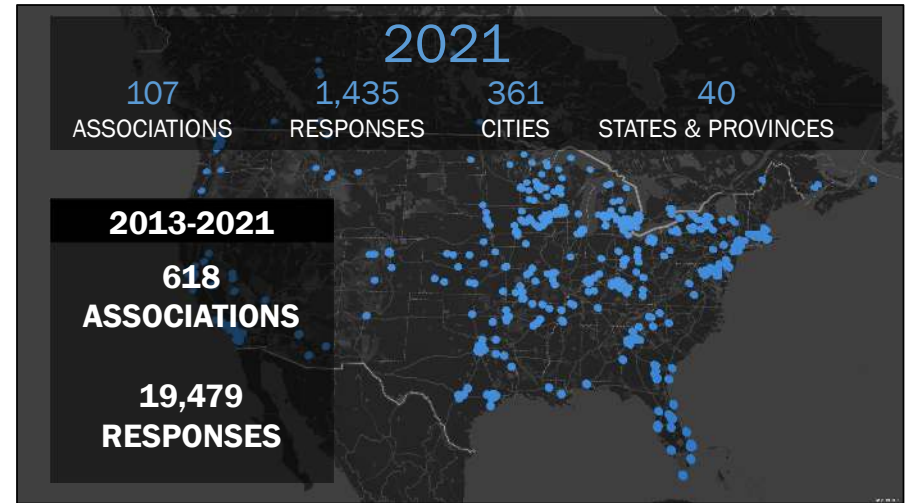 2021
107 1,435 361 40
ASSOCIATIONS RESPONSES CITIES STATES & PROVINCES
2013-2021
618
ASSOCIATIONS
19,479
RESPONSES